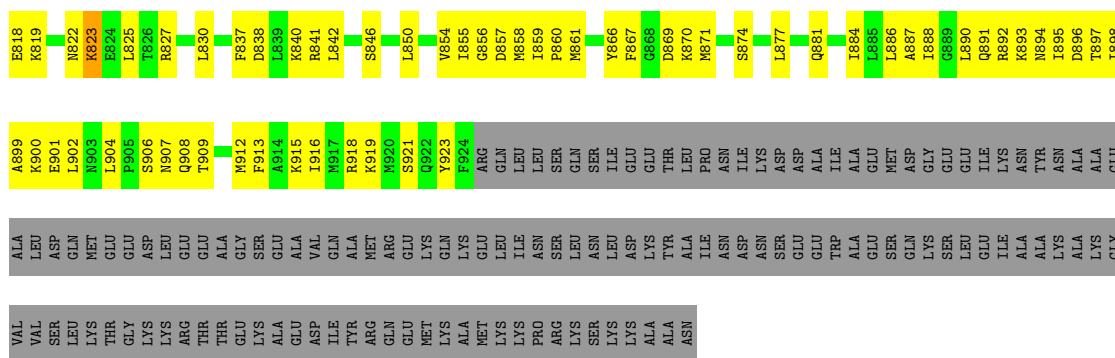 E818 K819 N822 K823 E824 L825 T826 R827 L830 F837 D838 L839 K840 R841 L842 S846 L850 V854 I855 G856 D857 M858 I859 P860 M861 Y866 F867 G868 D869 K870 M871 S874 L877 Q881 I884 L885 L886 A887 I888 G889 L890 Q891 R892 K893 N894 I895 D896 T897 I898
A899 K900 E901 L902 N903 L904 P905 S906 N907 Q908 T909 M912 F913 A914 K915 I916 M917 R918 K919 M920 S921 Q922 Y923 F924 ARG GLN LEU LEU SER GLN SER ILE GLU GLU THR LEU PRO ASN ILE LYS ASP ASP ALA ILE ALA GLU MET ASP GLY GLU GLU ILE LYS ASN TYR ASN ALA ALA GLU
ALA LEU ASP GLN MET GLU GLU ASP LEU GLU GLU ALA GLY SER GLU ALA VAL GLN ALA MET ARG GLU LYS GLN LYS GLU LEU ILE ASN SER LEU ASN LEU ASP LYS TYR ALA ILE ASN ASP ASN SER GLU GLU TRP ALA GLU SER GLN LYS SER LEU GLU ILE ALA ALA LYS ALA LYS GLY
VAL VAL SER LEU LYS THR GLY LYS LYS ARG THR THR GLU LYS ALA GLU ASP ILE TYR ARG GLN GLU MET LYS LYS ALA MET LYS LYS PRO ARG LYS SER LYS LYS ALA ALA ASN